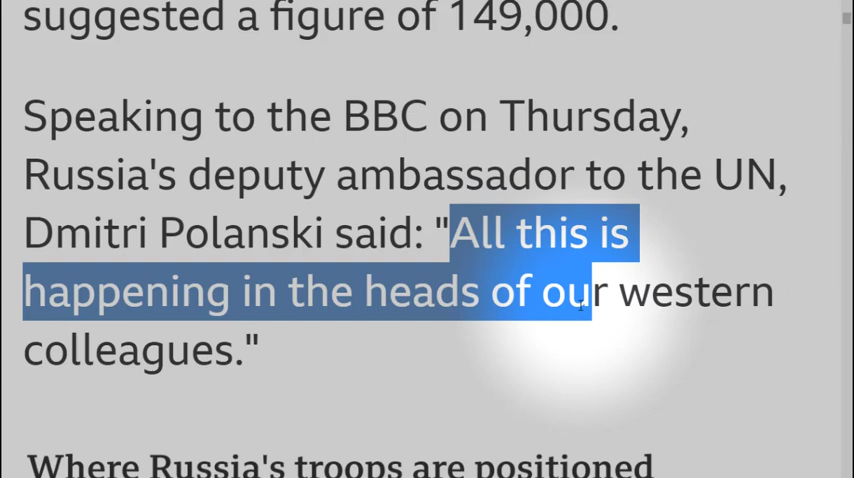 suggested a figure of 149,000.
Speaking to the BBC on Thursday,
Russia's deputy ambassador to the UN,
Dmitri Polanski said: "All this is
happening in the heads of our western
colleagues."
Where Russia's troops are positioned